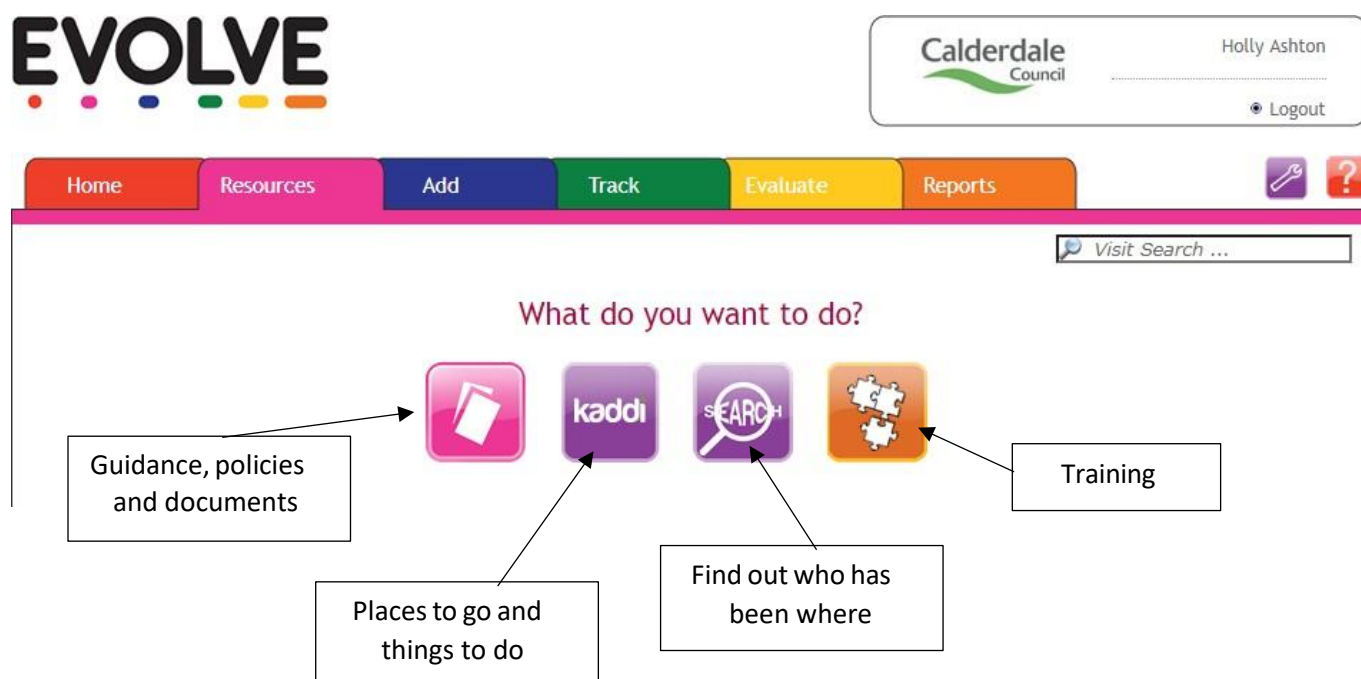 EVOLVE
Calderdale
Council
Holly Ashton
Logout
Home
Resources
Add
Track
Evaluate
Reports
?
Visit Search ...
What do you want to do?
kaddi
SEARCH
Guidance, policies
and documents
Training
Find out who has
been where
Places to go and
things to do